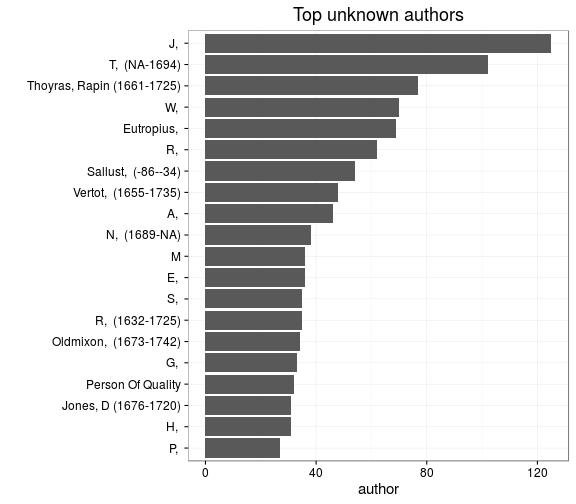 Top unknown authors
J,
T,  (NA-1694)
Thoyras, Rapin (1661-1725)
W,
Eutropius,
R,
Sallust,  (-86--34)
Vertot,  (1655-1735)
A,
N,  (1689-NA)
M
E,
S,
R,  (1632-1725)
Oldmixon,  (1673-1742)
G,
Person Of Quality
Jones, D (1676-1720)
H,
P,
0 40 80 120
author